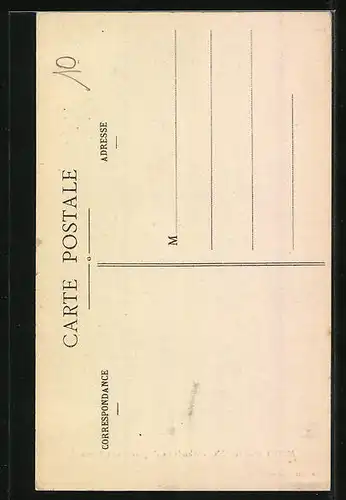 10
CARTE POSTALE
CORRESPONDANCE
ADRESSE
M